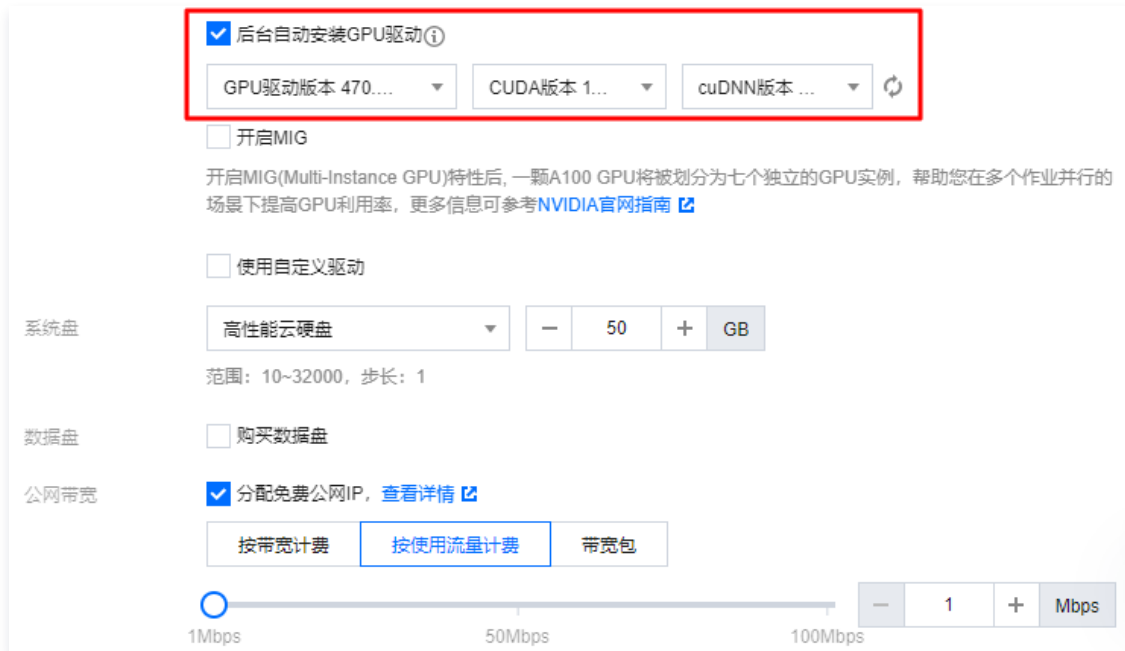 后台自动安装GPU驱动
GPU驱动版本 470.... CUDA版本 1... cuDNN版本 ...
开启MIG
开启MIG(Multi-Instance GPU)特性后, 一颗A100 GPU将被划分为七个独立的GPU实例，帮助您在多个作业并行的
场景下提高GPU利用率，更多信息可参考NVIDIA官网指南
使用自定义驱动
系统盘 高性能云硬盘 － 50 + GB
范围：10~32000，步长：1
数据盘 购买数据盘
公网带宽 分配免费公网IP，查看详情
按带宽计费 按使用流量计费 带宽包
－ 1 + Mbps
1Mbps 50Mbps 100Mbps